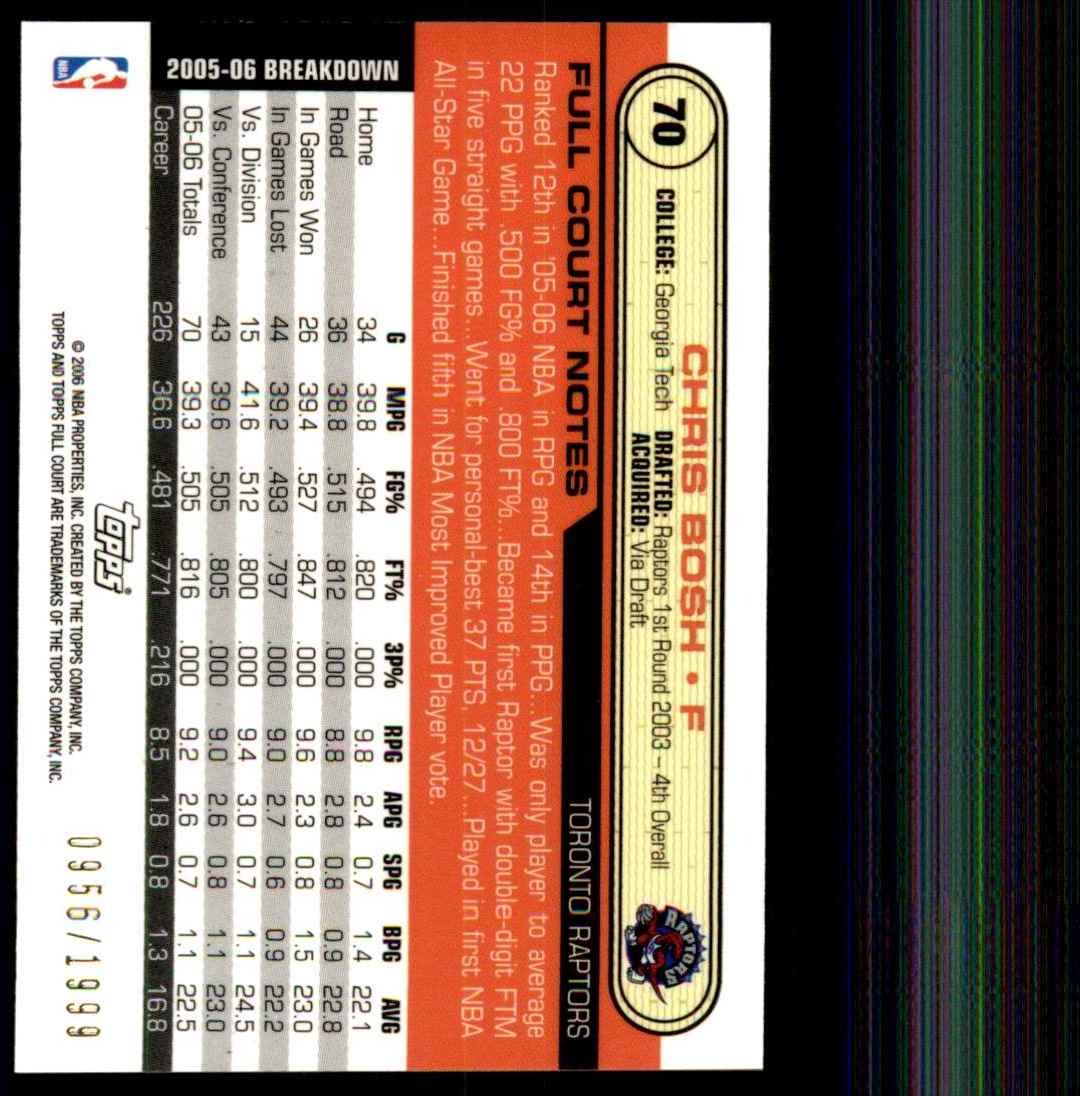 70
CHRIS BOSH • F
COLLEGE: Georgia Tech DRAFTED: Raptors 1st Round 2003 – 4th Overall
ACQUIRED: Via Draft
RAPTORS
TORONTO RAPTORS
FULL COURT NOTES
Ranked 12th in '05-06 NBA in RPG and 14th in PPG...Was only player to average
22 PPG with .500 FG% and .800 FT%...Became first Raptor with double-digit FTM
in five straight games...Went for personal-best 37 PTS, 12/27...Played in first NBA
All-Star Game...Finished fifth in NBA Most Improved Player vote.
2005-06 BREAKDOWN G MPG FG% FT% 3P% RPG APG SPG BPG AVG
Home 34 39.8 .494 .820 .000 9.8 2.4 0.7 1.4 22.1
Road 36 38.8 .515 .812 .000 8.8 2.8 0.8 0.9 22.8
In Games Won 26 39.4 .527 .847 .000 9.6 2.3 0.8 1.5 23.0
In Games Lost 44 39.2 .493 .797 .000 9.0 2.7 0.6 0.9 22.2
Vs. Division 15 41.6 .512 .800 .000 9.4 3.0 0.7 1.1 24.5
Vs. Conference 43 39.6 .505 .805 .000 9.0 2.6 0.8 1.1 23.0
05-06 Totals 70 39.3 .505 .816 .000 9.2 2.6 0.7 1.1 22.5
Career 226 36.6 .481 .771 .216 8.5 1.8 0.8 1.3 16.8
NBA
topps®
© 2006 NBA PROPERTIES, INC. CREATED BY THE TOPPS COMPANY, INC.
TOPPS AND TOPPS FULL COURT ARE TRADEMARKS OF THE TOPPS COMPANY, INC.
0956/1999